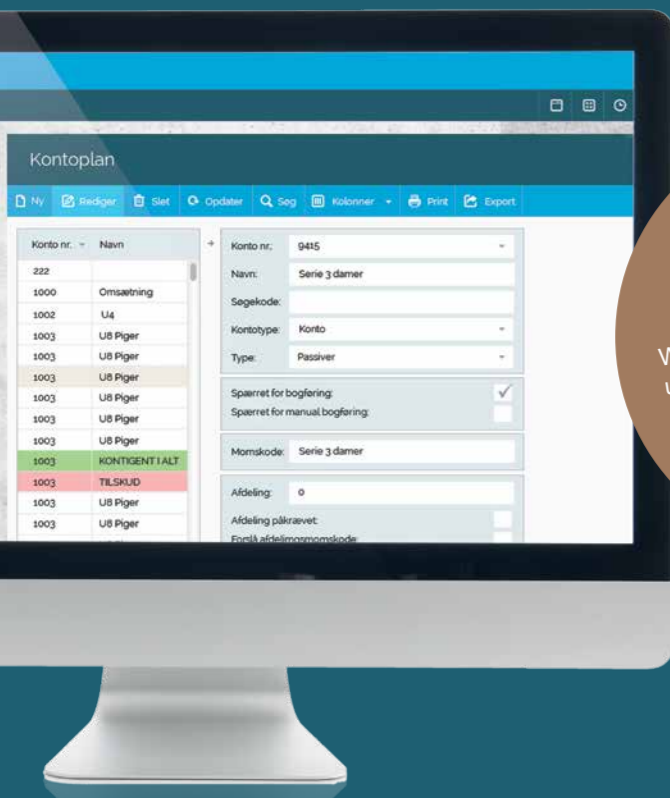 Kontoplan
Ny Rediger Slet Opdater Søg Kolonner Print Export
Konto nr. Navn
222
1000 Omsætning
1002 U4
1003 U8 Piger
1003 U8 Piger
1003 U8 Piger
1003 U8 Piger
1003 U8 Piger
1003 U8 Piger
1003 KONTIGENT I ALT
1003 TILSKUD
1003 U8 Piger
1003 U8 Piger
Konto nr.: 9415
Navn: Serie 3 damer
Søgekode:
Kontotype: Konto
Type: Passiver
Spærret for bogføring:
Spærret for manual bogføring:
Momskode: Serie 3 damer
Afdeling: 0
Afdeling påkrævet: